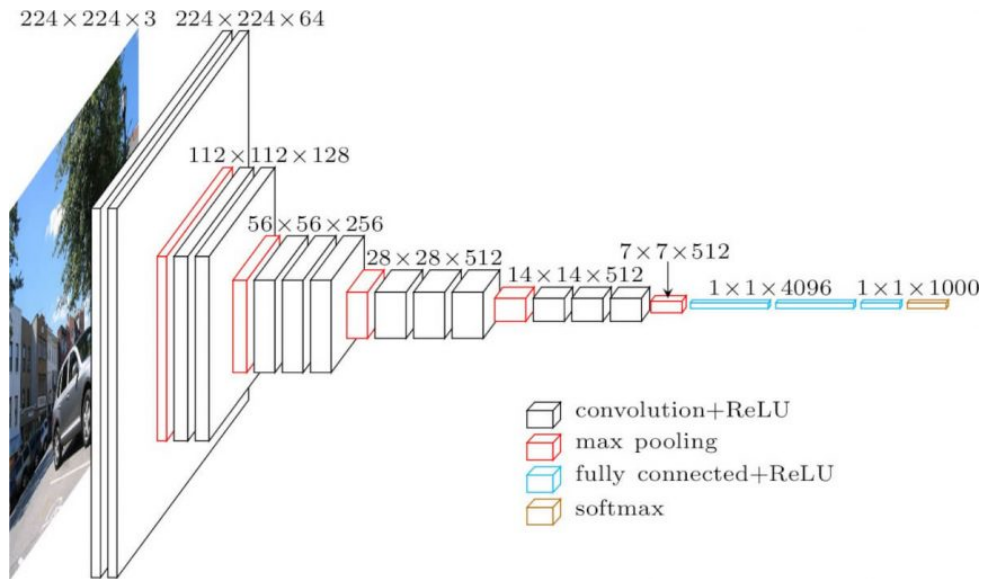 224×224×3
224×224×64
112×112×128
56×56×256
28×28×512
14×14×512
7×7×512
1×1×4096
1×1×1000
convolution+ReLU
max pooling
fully connected+ReLU
softmax